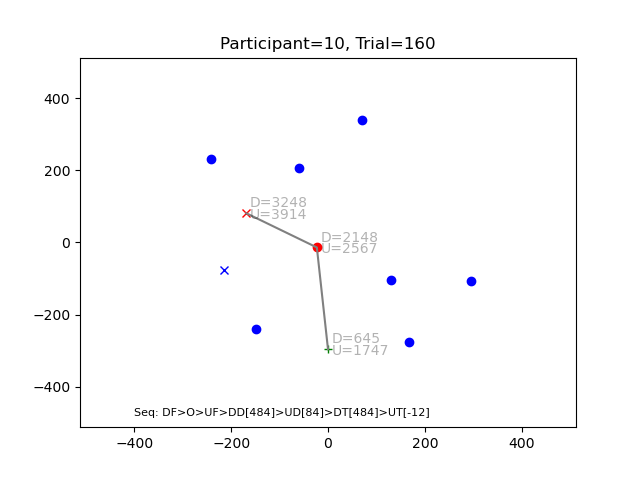 Participant=10, Trial=160
400
200
0
−200
−400
D=3248
U=3914
D=2148
U=2567
D=645
U=1747
Seq: DF>O>UF>DD[484]>UD[84]>DT[484]>UT[-12]
−400 −200 0 200 400